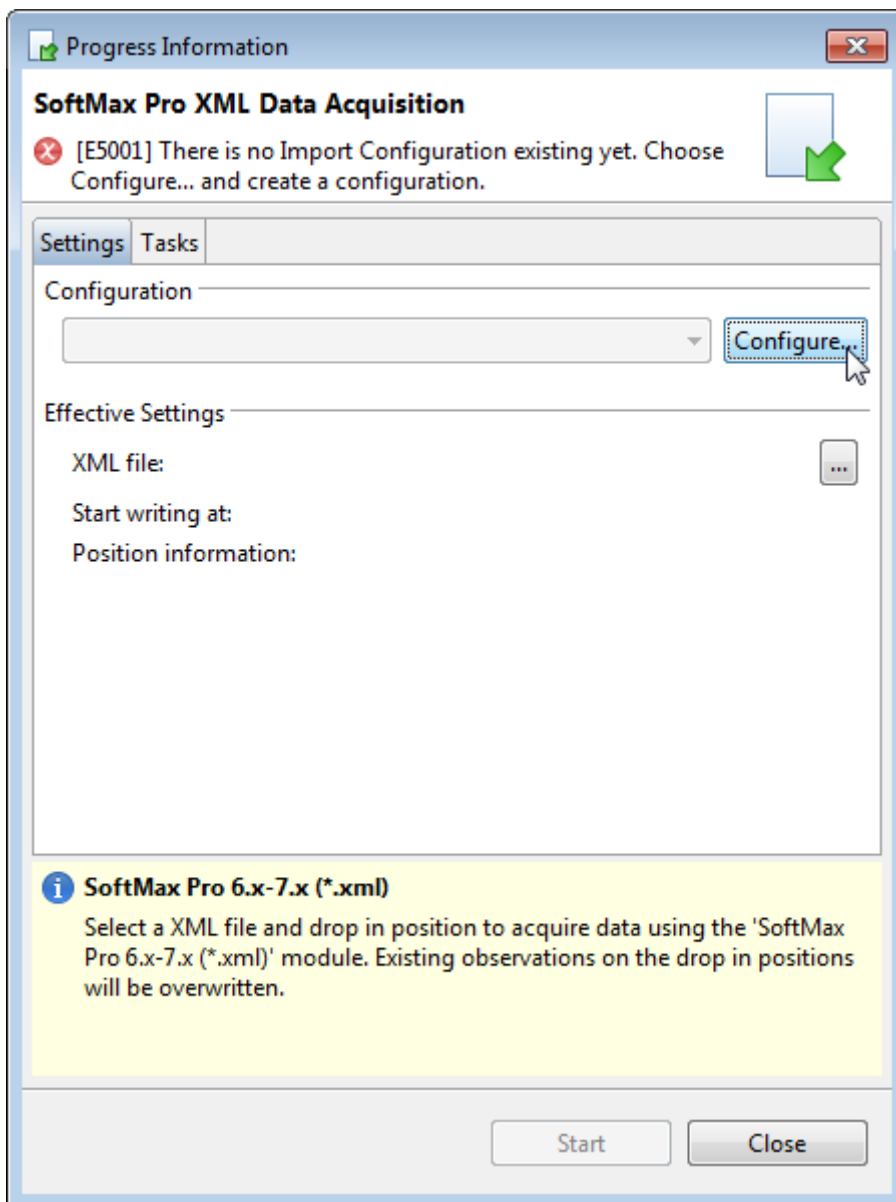 Progress Information
SoftMax Pro XML Data Acquisition
[E5001] There is no Import Configuration existing yet. Choose
Configure... and create a configuration.
Settings Tasks
Configuration
Configure...
Effective Settings
XML file:
...
Start writing at:
Position information:
SoftMax Pro 6.x-7.x (*.xml)
Select a XML file and drop in position to acquire data using the 'SoftMax
Pro 6.x-7.x (*.xml)' module. Existing observations on the drop in positions
will be overwritten.
Start Close